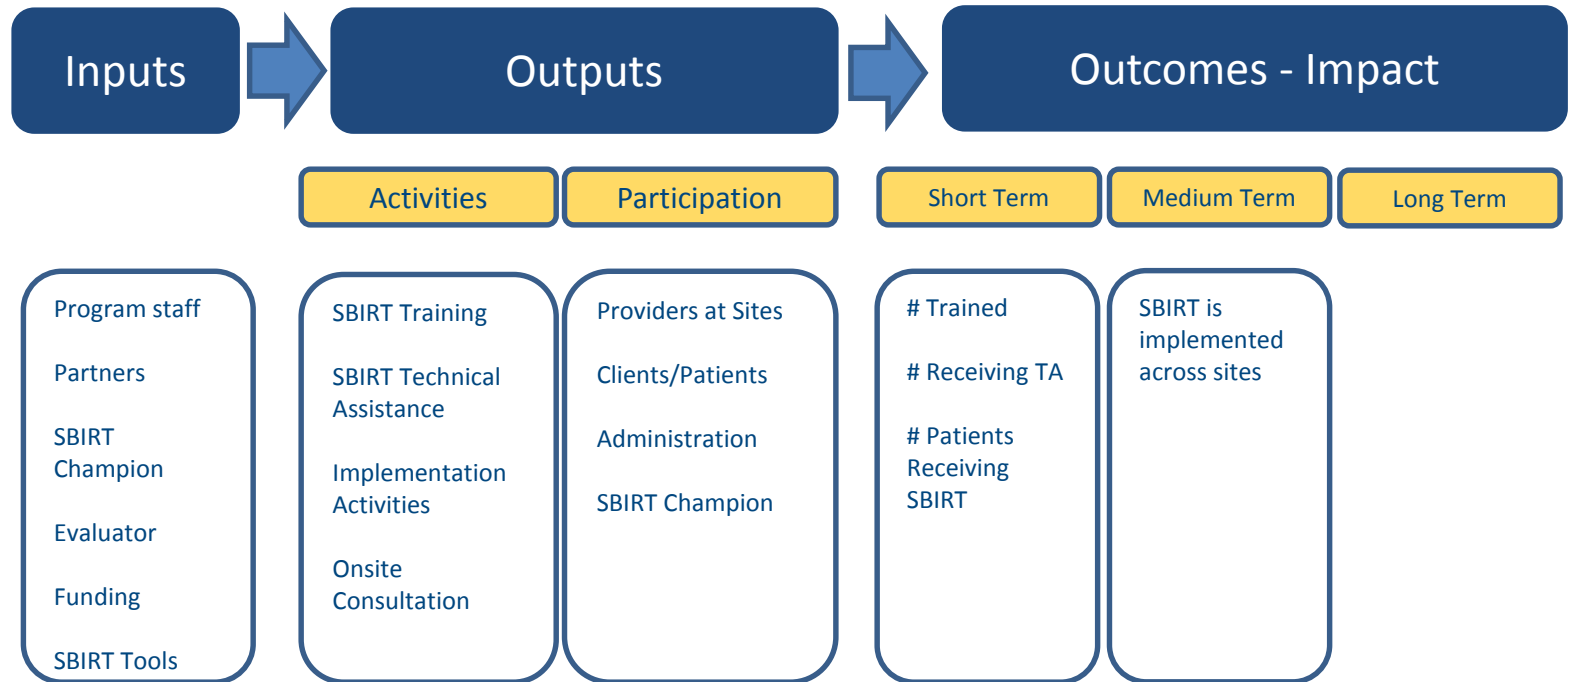 Inputs
Outputs
Outcomes - Impact
Activities
Participation
Short Term
Medium Term
Long Term
Program staff
Partners
SBIRT
Champion
Evaluator
Funding
SBIRT Tools
SBIRT Training
SBIRT Technical
Assistance
Implementation
Activities
Onsite
Consultation
Providers at Sites
Clients/Patients
Administration
SBIRT Champion
# Trained
# Receiving TA
# Patients
Receiving
SBIRT
SBIRT is
implemented
across sites